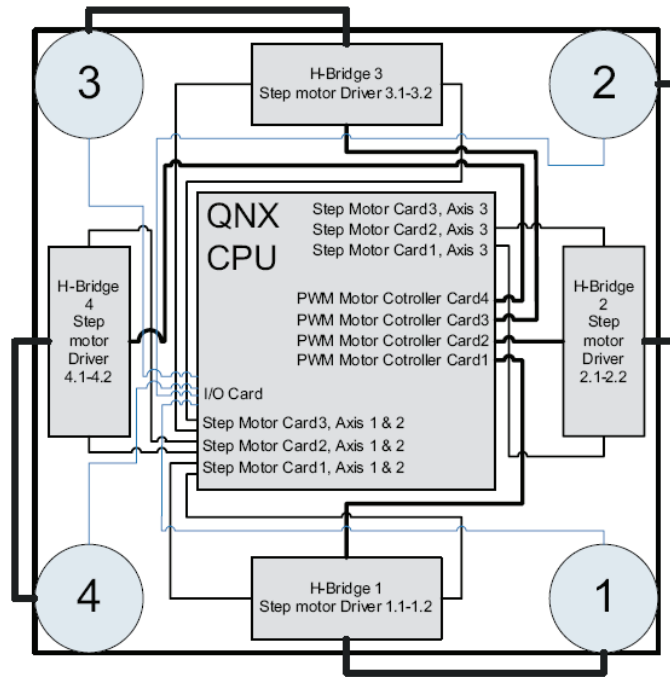 3
H-Bridge 3
Step motor Driver 3.1-3.2
2
QNX
CPU
Step Motor Card3, Axis 3
Step Motor Card2, Axis 3
Step Motor Card1, Axis 3
PWM Motor Cotroller Card4
PWM Motor Cotroller Card3
PWM Motor Cotroller Card2
PWM Motor Cotroller Card1
I/O Card
Step Motor Card3, Axis 1 & 2
Step Motor Card2, Axis 1 & 2
Step Motor Card1, Axis 1 & 2
H-Bridge
4
Step
motor
Driver
4.1-4.2
H-Bridge
2
Step
motor
Driver
2.1-2.2
4
H-Bridge 1
Step motor Driver 1.1-1.2
1